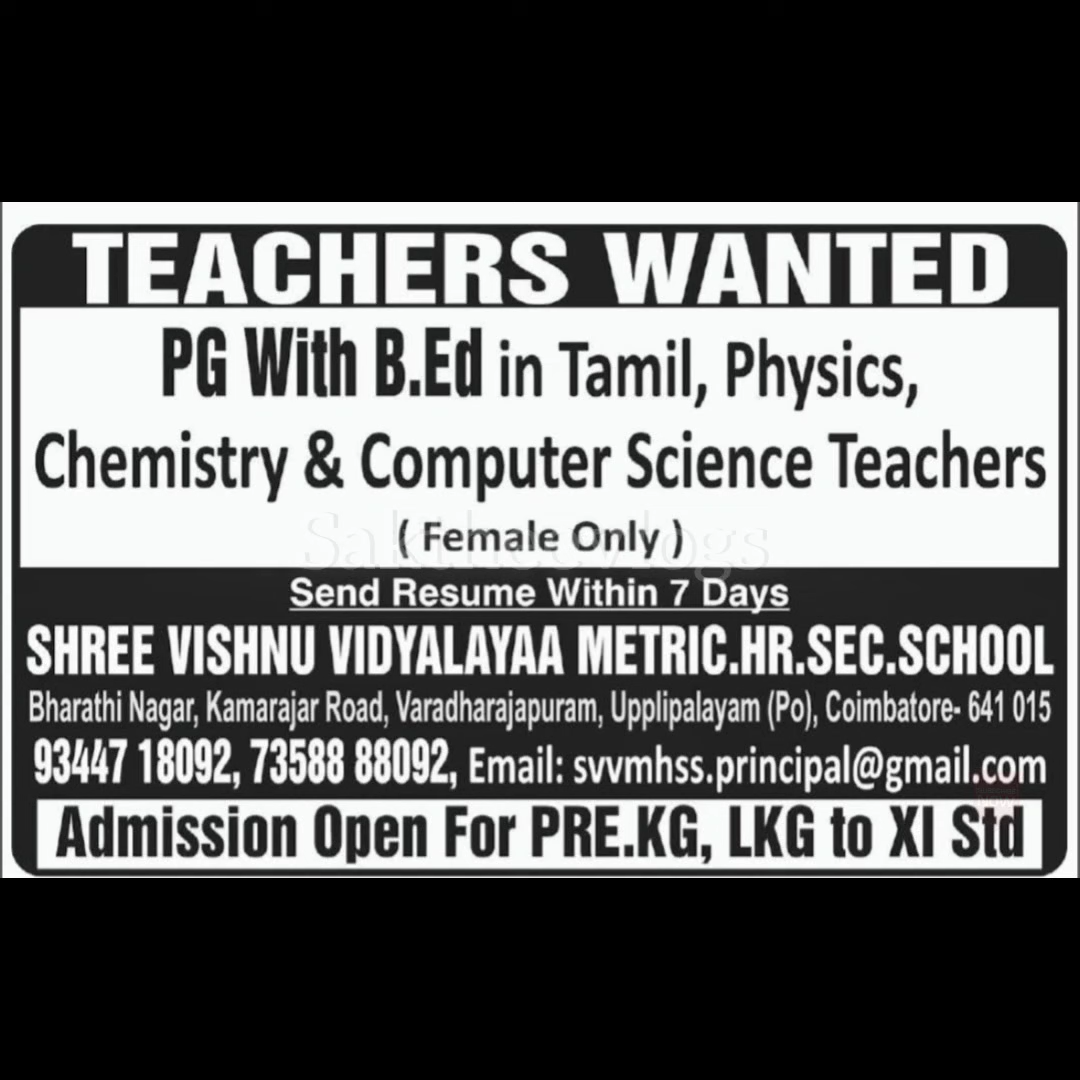 TEACHERS WANTED
PG With B.Ed in Tamil, Physics,
Chemistry & Computer Science Teachers
( Female Only )
Sakthecvlogs
Send Resume Within 7 Days
SHREE VISHNU VIDYALAYAA METRIC.HR.SEC.SCHOOL
Bharathi Nagar, Kamarajar Road, Varadharajapuram, Upplipalayam (Po), Coimbatore- 641 015
93447 18092, 73588 88092, Email: svvmhss.principal@gmail.com
Admission Open For PRE.KG, LKG to XI Std